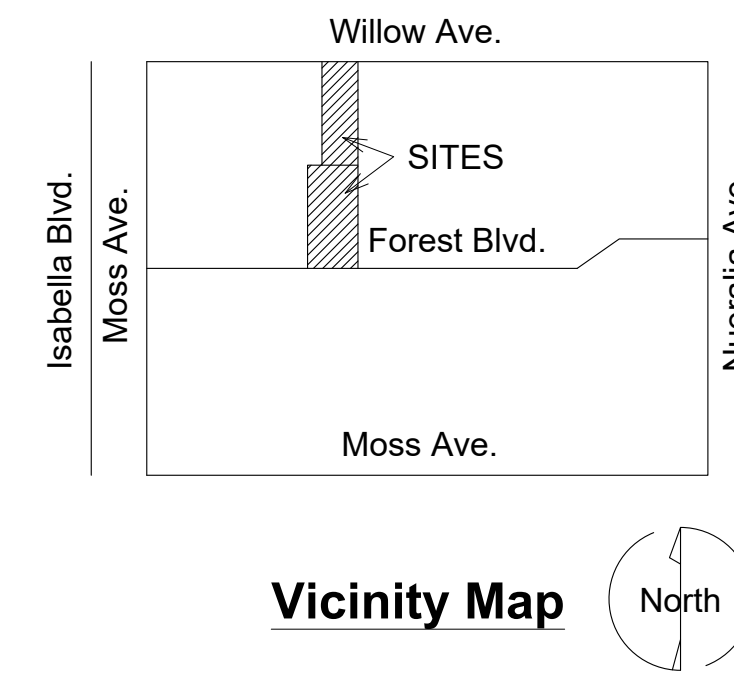 Willow Ave.
SITES
Isabella Blvd.
Moss Ave.
Forest Blvd.
Moss Ave.
Vicinity Map
North